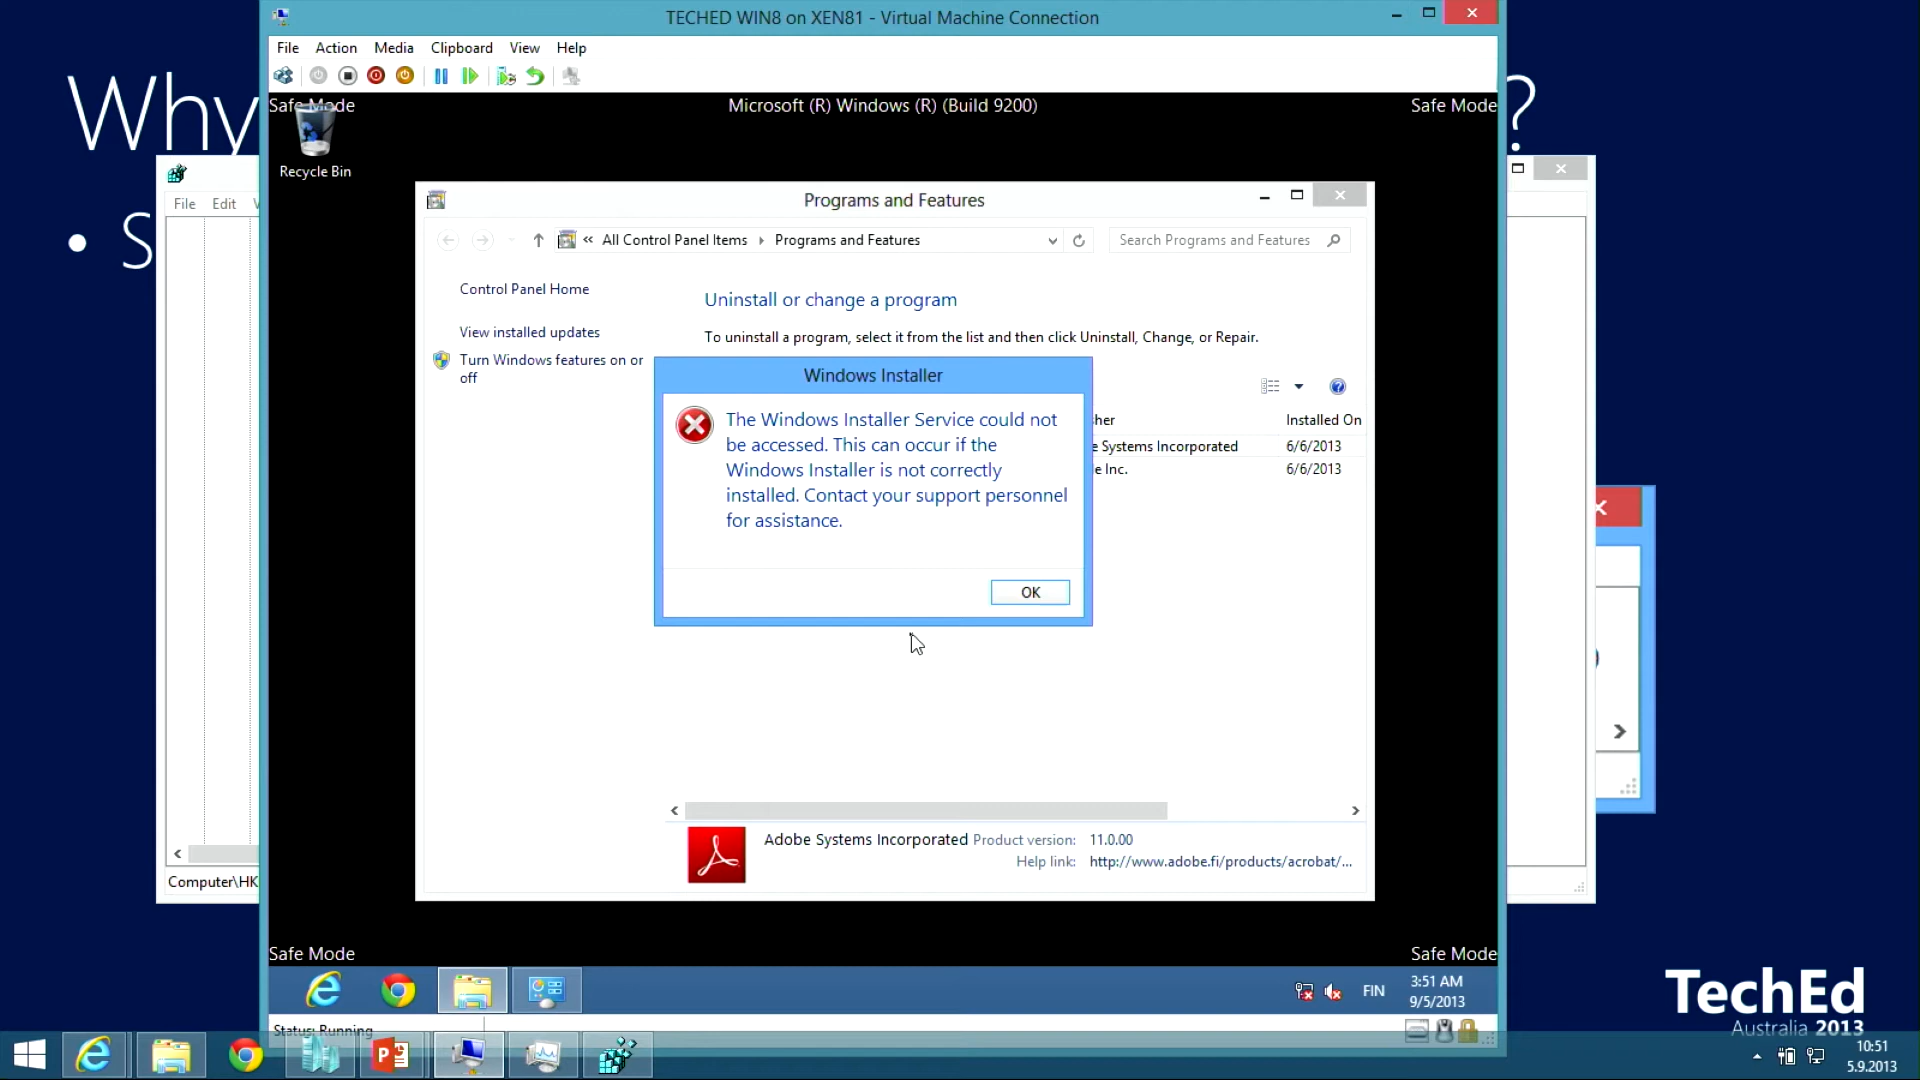 TECHED WIN8 on XEN81 - Virtual Machine Connection
File Action Media Clipboard View Help
Why
?
Safe Mode
Microsoft (R) Windows (R) (Build 9200)
Safe Mode
Recycle Bin
File Edit
• S
Programs and Features
« All Control Panel Items Programs and Features
Search Programs and Features
Control Panel Home
View installed updates
Turn Windows features on or
off
Uninstall or change a program
To uninstall a program, select it from the list and then click Uninstall, Change, or Repair.
Installed On
Systems Incorporated 6/6/2013
Inc. 6/6/2013
Windows Installer
The Windows Installer Service could not
be accessed. This can occur if the
Windows Installer is not correctly
installed. Contact your support personnel
for assistance.
OK
Adobe Systems Incorporated Product version: 11.0.00
Help link: http://www.adobe.fi/products/acrobat/...
Computer\HK
Safe Mode
Safe Mode
FIN
3:51 AM
9/5/2013
Status: Running
TechEd
Australia 2013
10:51
5.9.2013